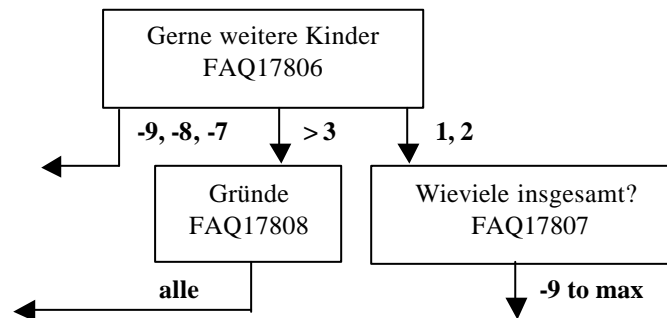 Gerne weitere Kinder
FAQ17806
-9, -8, -7
> 3
1, 2
Gründe
FAQ17808
Wieviele insgesamt?
FAQ17807
alle
-9 to max